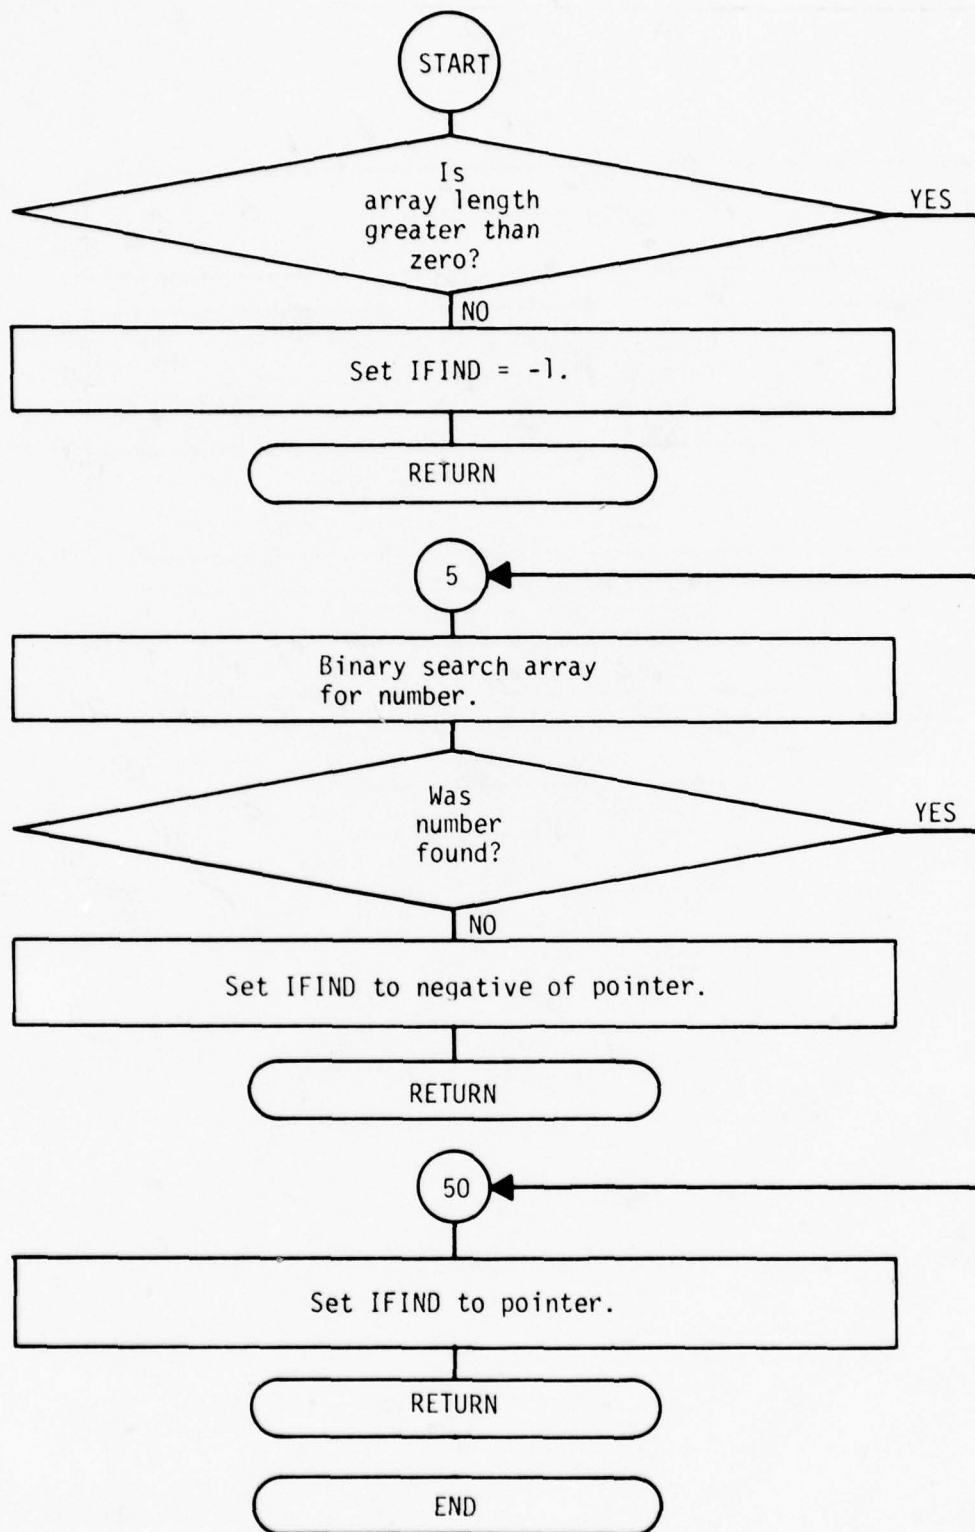 START
Is
array length
greater than
zero?
YES
NO
Set IFIND = -1.
RETURN
5
Binary search array
for number.
Was
number
found?
YES
NO
Set IFIND to negative of pointer.
RETURN
50
Set IFIND to pointer.
RETURN
END